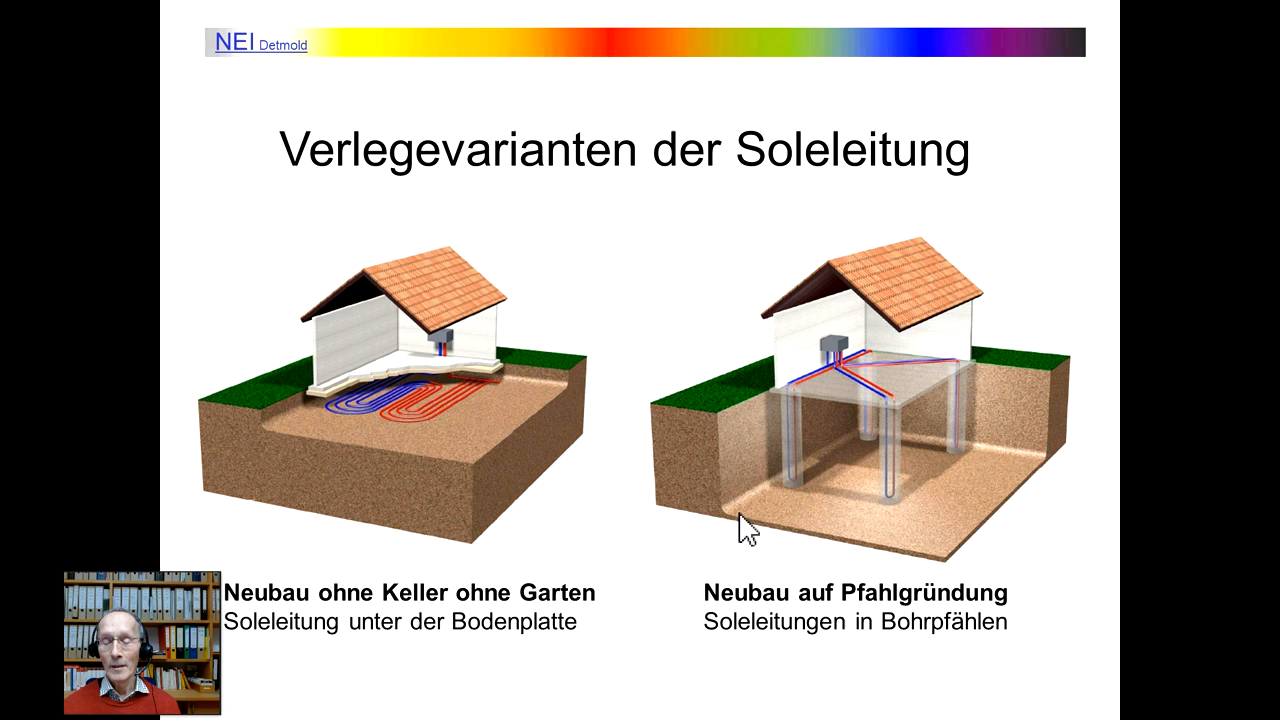 NEI Detmold
Verlegevarianten der Soleleitung
Neubau ohne Keller ohne Garten
Soleleitung unter der Bodenplatte
Neubau auf Pfahlgründung
Soleleitungen in Bohrpfählen